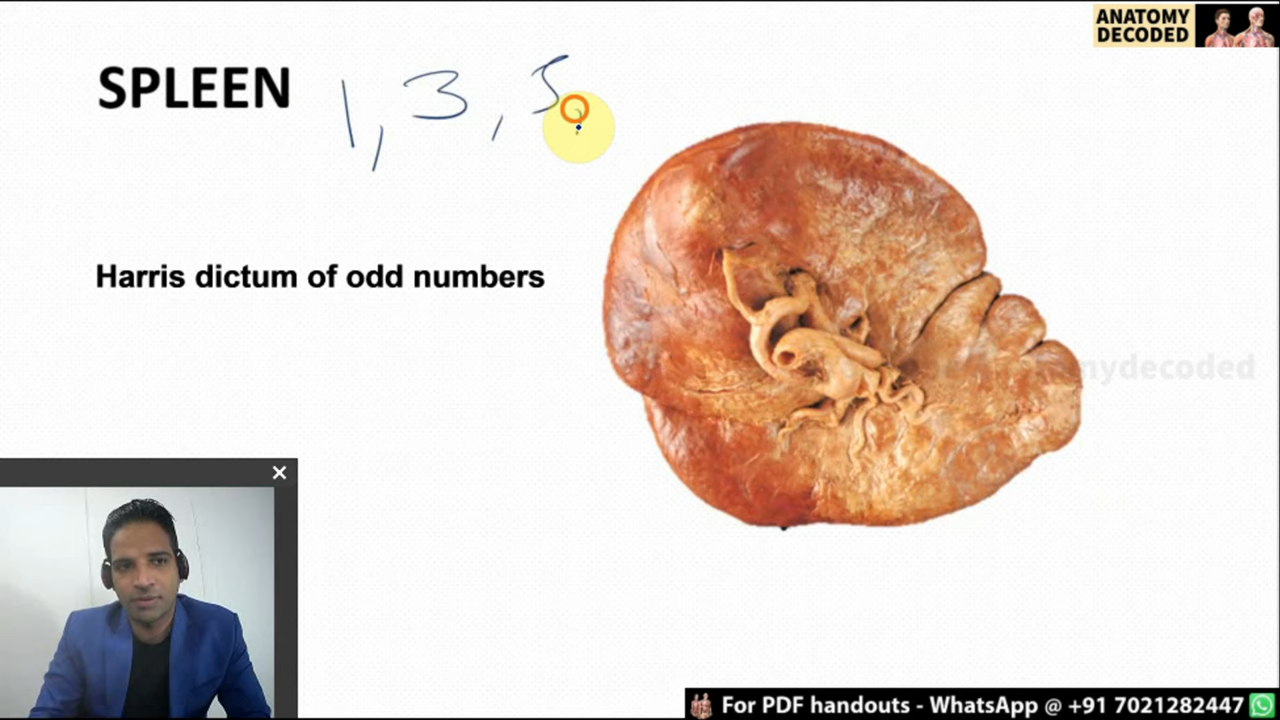 ANATOMY
DECODED
SPLEEN 1, 3, 5,
Harris dictum of odd numbers
For PDF handouts - WhatsApp @ +91 7021282447